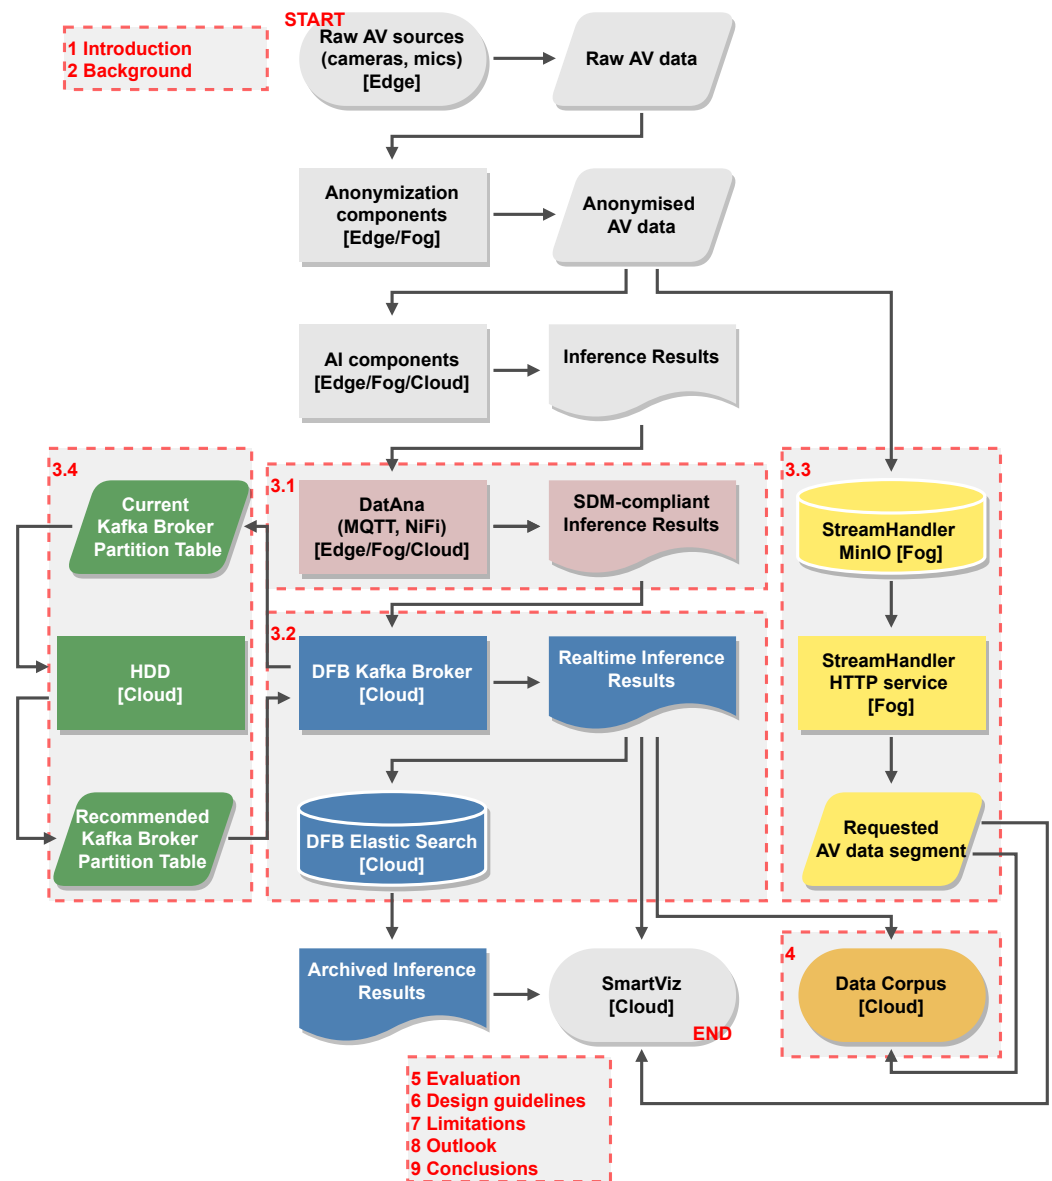 START
1 Introduction
2 Background
Raw AV sources
(cameras, mics)
[Edge]
Raw AV data
Anonymization
components
[Edge/Fog]
Anonymised
AV data
AI components
[Edge/Fog/Cloud]
Inference Results
3.4
Current
Kafka Broker
Partition Table
3.1
DatAna
(MQTT, NiFi)
[Edge/Fog/Cloud]
SDM-compliant
Inference Results
3.3
StreamHandler
MinIO [Fog]
HDD
[Cloud]
3.2
DFB Kafka Broker
[Cloud]
Realtime Inference
Results
StreamHandler
HTTP service
[Fog]
Recommended
Kafka Broker
Partition Table
DFB Elastic Search
[Cloud]
Requested
AV data segment
Archived Inference
Results
SmartViz
[Cloud]
END
4
Data Corpus
[Cloud]
5 Evaluation
6 Design guidelines
7 Limitations
8 Outlook
9 Conclusions